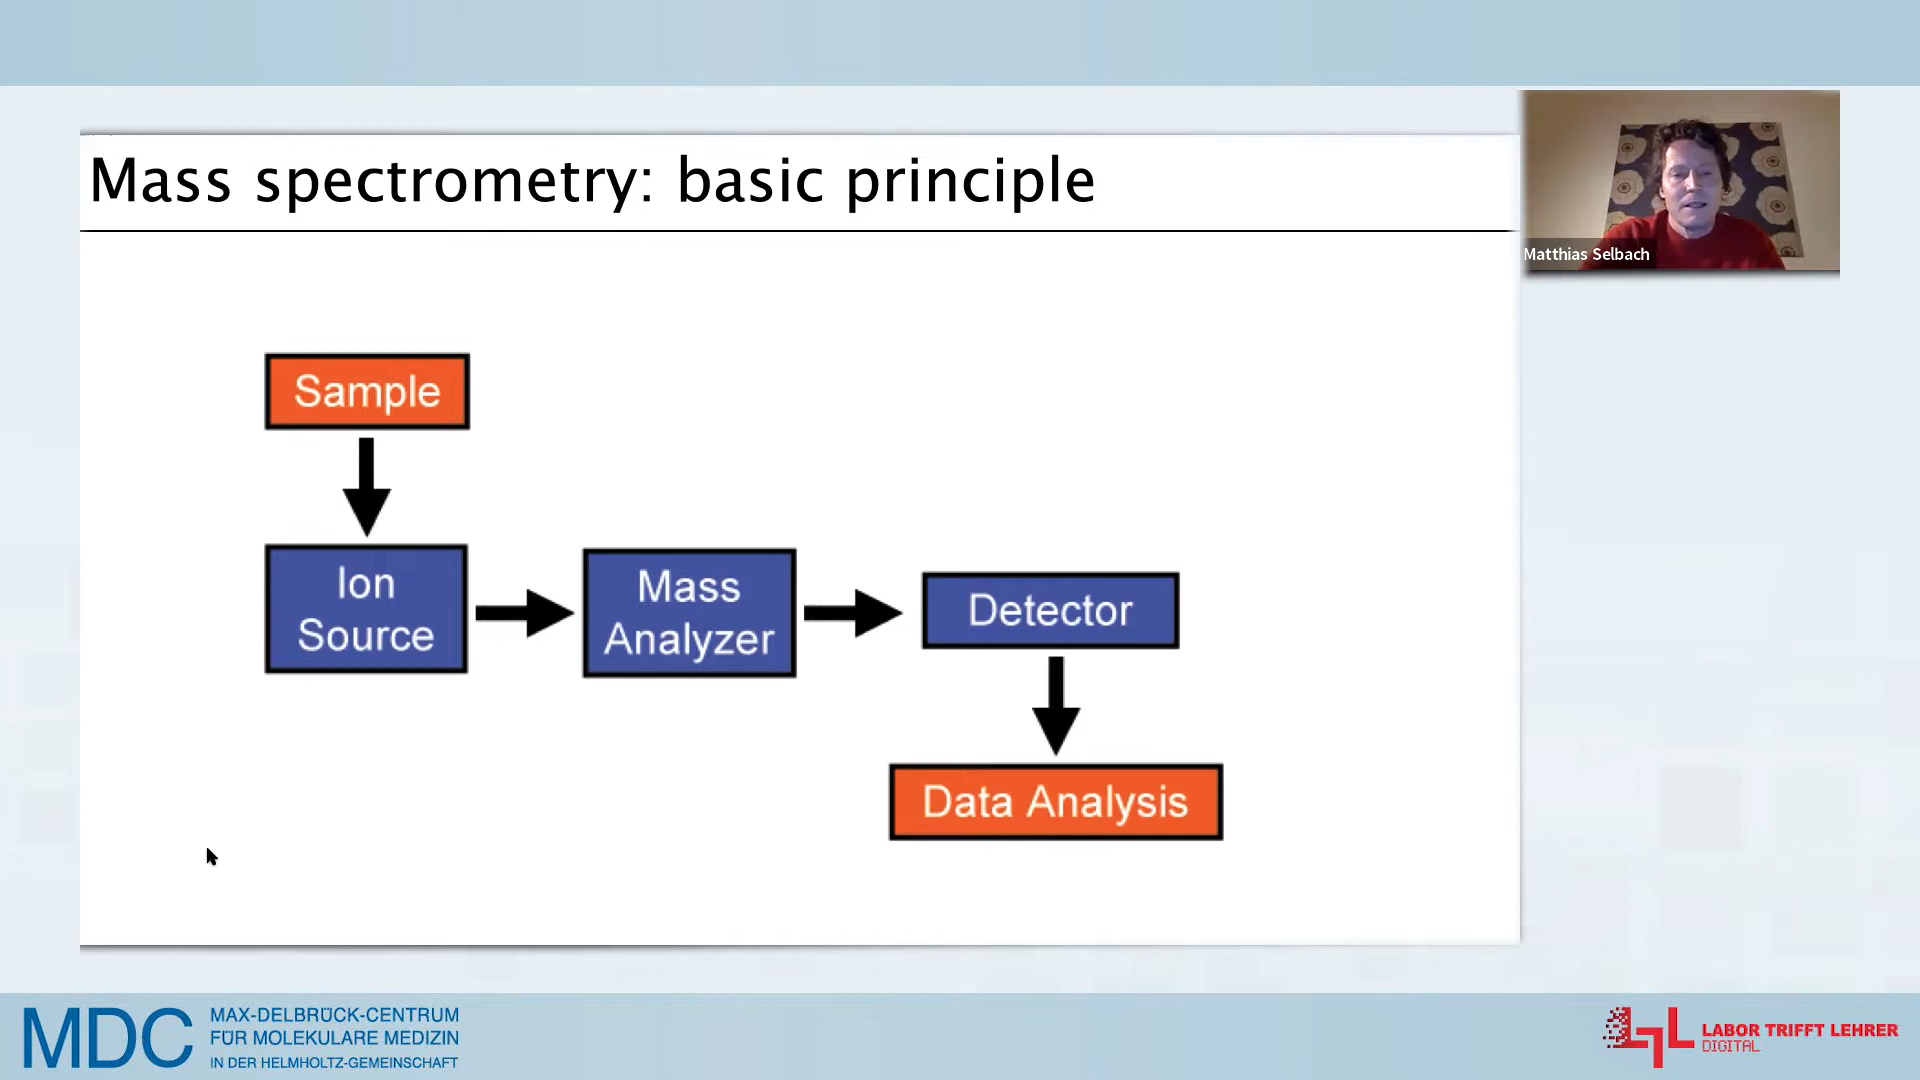 Mass spectrometry: basic principle
Matthias Selbach
Sample
Ion
Source
Mass
Analyzer
Detector
Data Analysis
MDC
MAX-DELBRÜCK-CENTRUM
FÜR MOLEKULARE MEDIZIN
IN DER HELMHOLTZ-GEMEINSCHAFT
LTL
LABOR TRIFFT LEHRER
DIGITAL